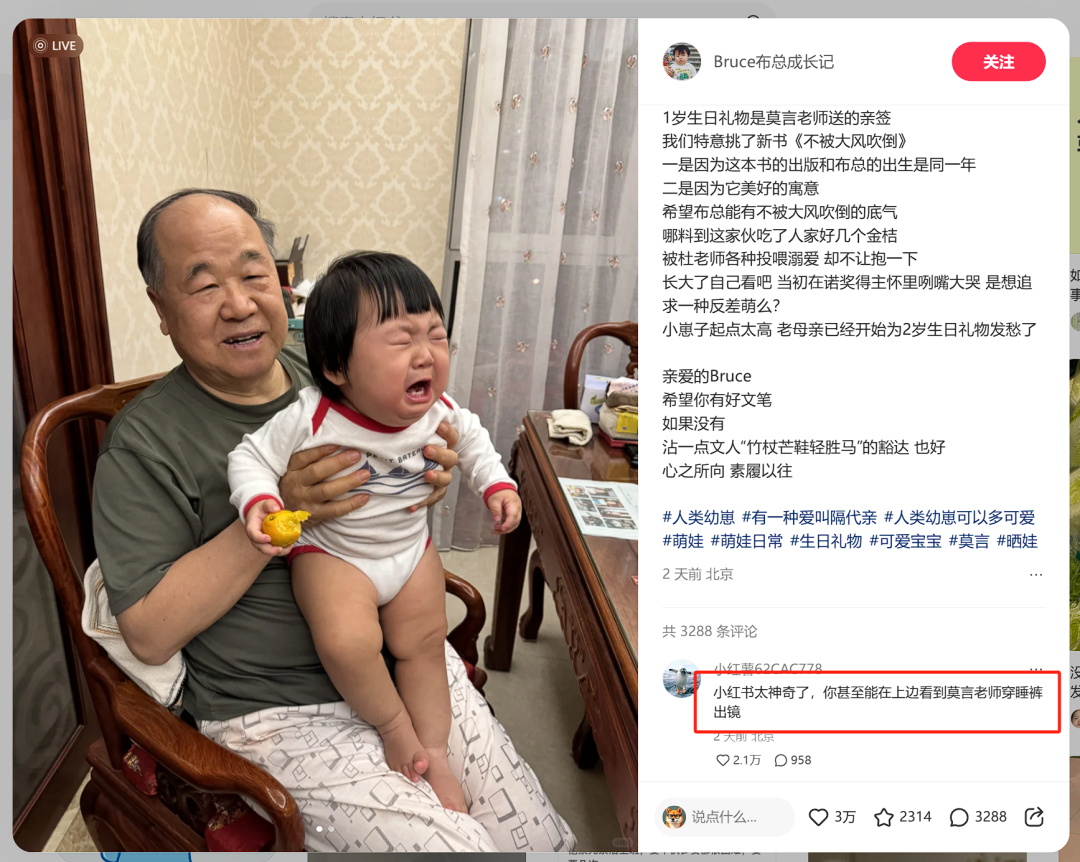 LIVE
Bruce布总成长记
关注
1岁生日礼物是莫言老师送的亲签
我们特意挑了新书《不被大风吹倒》
一是因为这本书的出版和布总的出生是同一年
二是因为它美好的寓意
希望布总能有不被大风吹倒的底气
哪料到这家伙吃了人家好几个金桔
被杜老师各种投喂溺爱 却不让抱一下
长大了自己看吧 当初在诺奖得主怀里咧嘴大哭 是想追
求一种反差萌么?
小崽子起点太高 老母亲已经开始为2岁生日礼物发愁了
亲爱的Bruce
希望你有好文笔
如果没有
沾一点文人“竹杖芒鞋轻胜马”的豁达 也好
心之所向 素履以往
#人类幼崽 #有一种爱叫隔代亲 #人类幼崽可以多可爱
#萌娃 #萌娃日常 #生日礼物 #可爱宝宝 #莫言 #晒娃
2 天前 北京
共 3288 条评论
小红薯62CAC778
小红书太神奇了，你甚至能在上边看到莫言老师穿睡裤
出镜
2 天前 北京
2.1万 958
说点什么... 3万 2314 3288